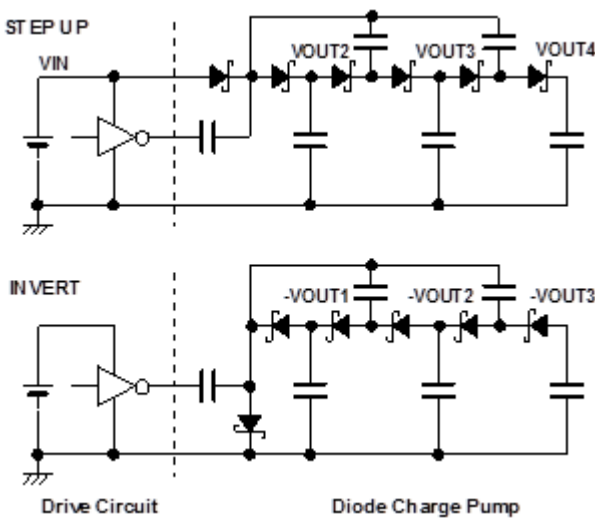 STEP UP
VIN
VOUT2
VOUT3
VOUT4
INVERT
-VOUT1
-VOUT2
-VOUT3
Drive Circuit
Diode Charge Pump